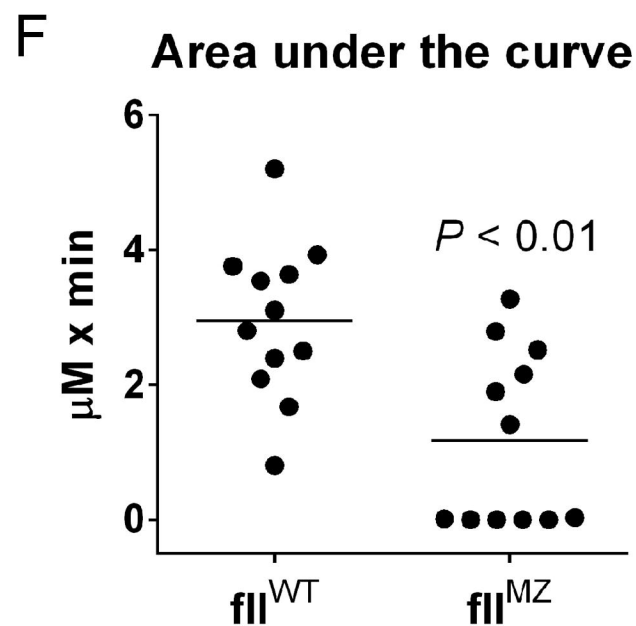 F
Area under the curve
6
4
2
0
μM x min
P < 0.01
fII^WT
fII^MZ